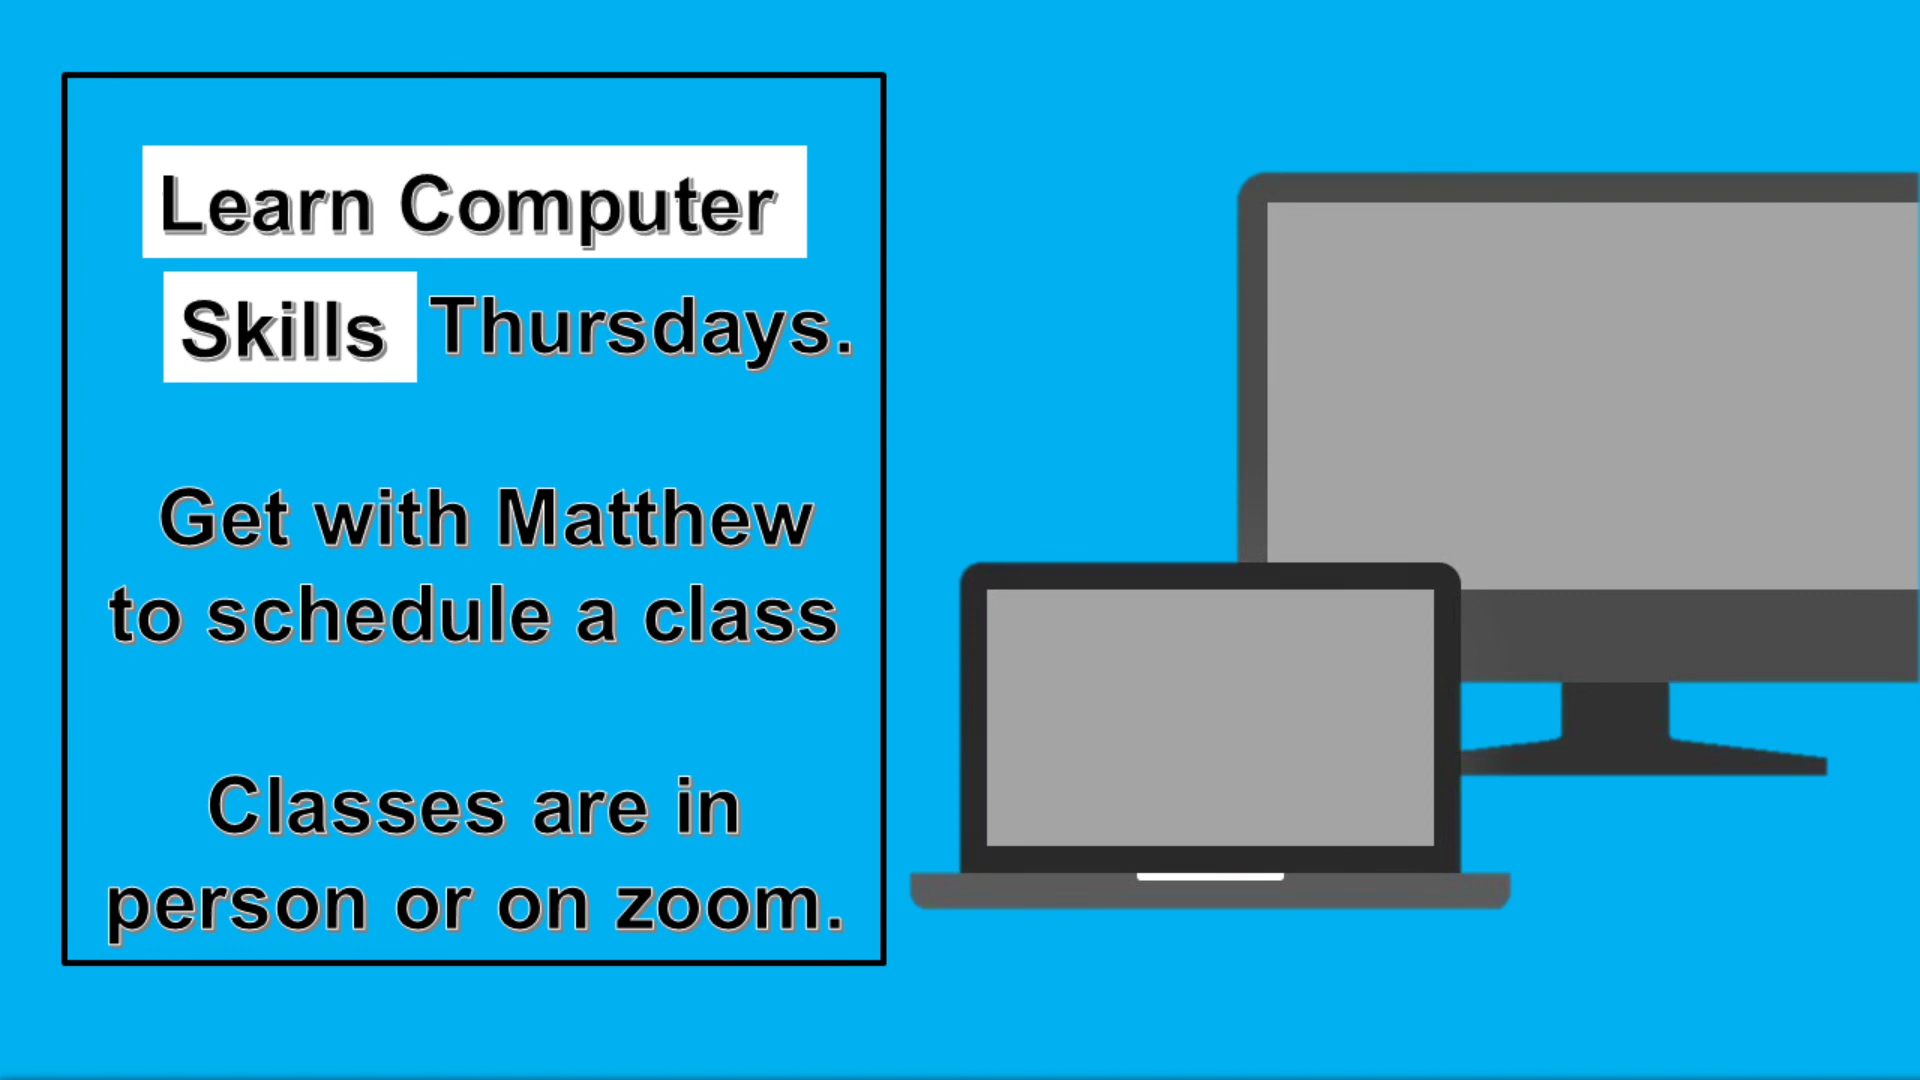 Learn Computer
Skills Thursdays.
Get with Matthew
to schedule a class
Classes are in
person or on zoom.